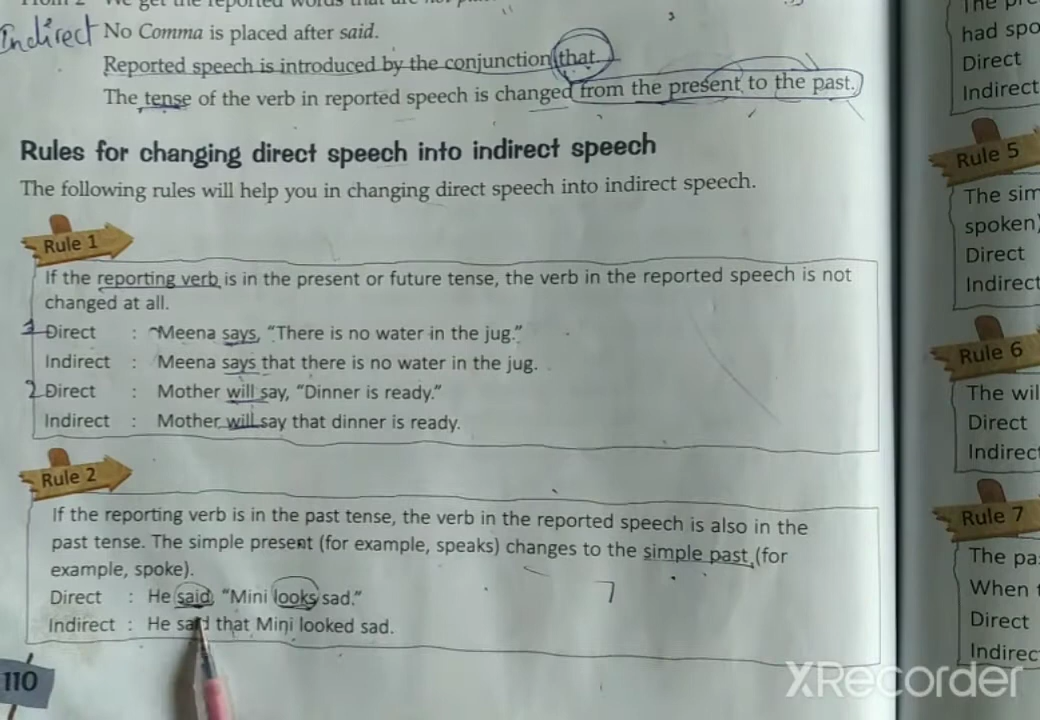 Indirect No Comma is placed after said.
Reported speech is introduced by the conjunction that.
The tense of the verb in reported speech is changed from the present to the past.
Rules for changing direct speech into indirect speech
The following rules will help you in changing direct speech into indirect speech.
Rule 1
If the reporting verb is in the present or future tense, the verb in the reported speech is not
changed at all.
Direct : Meena says, “There is no water in the jug.”
Indirect : Meena says that there is no water in the jug.
2 Direct : Mother will say, “Dinner is ready.”
Indirect : Mother will say that dinner is ready.
Rule 2
If the reporting verb is in the past tense, the verb in the reported speech is also in the
past tense. The simple present (for example, speaks) changes to the simple past (for
example, spoke).
Direct : He said, “Mini looks sad.”
Indirect : He said that Mini looked sad.
110
had spo
Direct
Indirect
Rule 5
The sim
spoken)
Direct
Indirect
Rule 6
The wil
Direct
Indirec
Rule 7
The pa
When
Direct
Indirec
XRecorder